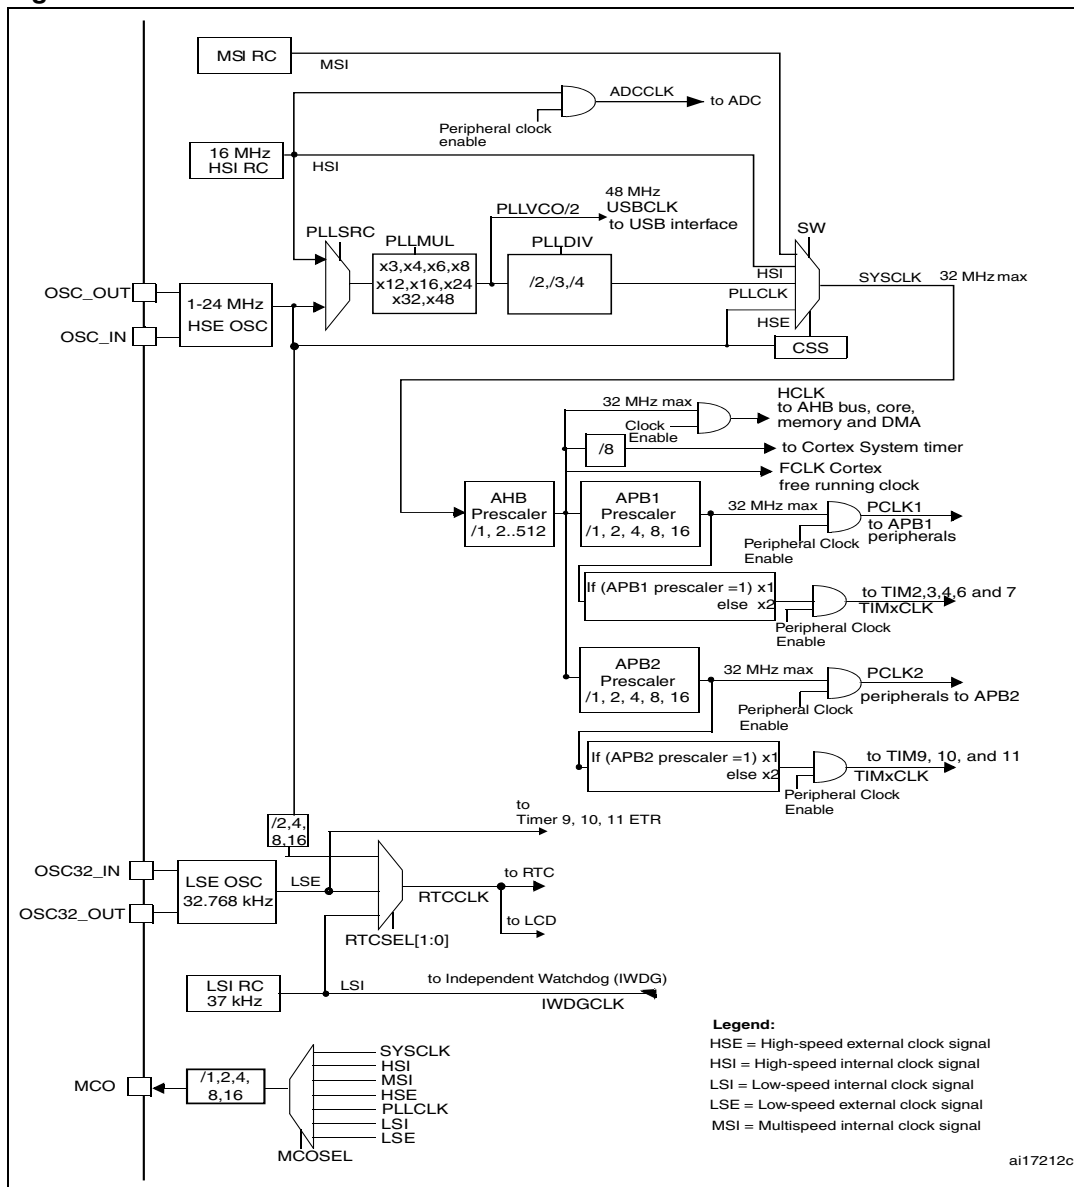 MSI RC
MSI
ADCCLK
to ADC
Peripheral clock
enable
16 MHz
HSI RC
HSI
48 MHz
USBCLK
to USB interface
PLLVCO/2
PLLSRC
PLLMUL
PLLDIV
SW
x3,x4,x6,x8
x12,x16,x24
x32,x48
/2,/3,/4
HSI
PLLCLK
HSE
SYSCLK
32 MHz max
OSC_OUT
OSC_IN
1-24 MHz
HSE OSC
CSS
32 MHz max
HCLK
to AHB bus, core,
memory and DMA
Clock
Enable
/8
to Cortex System timer
FCLK Cortex
free running clock
AHB
Prescaler
/1, 2..512
APB1
Prescaler
/1, 2, 4, 8, 16
32 MHz max
PCLK1
to APB1
peripherals
Peripheral Clock
Enable
If (APB1 prescaler =1) x1
else x2
to TIM2,3,4,6 and 7
TIMxCLK
Peripheral Clock
Enable
APB2
Prescaler
/1, 2, 4, 8, 16
32 MHz max
PCLK2
peripherals to APB2
Peripheral Clock
Enable
If (APB2 prescaler =1) x1
else x2
to TIM9, 10, and 11
TIMxCLK
Peripheral Clock
Enable
/2,4,
8,16
to
Timer 9, 10, 11 ETR
OSC32_IN
OSC32_OUT
LSE OSC
32.768 kHz
LSE
to RTC
RTCCLK
to LCD
RTCSEL[1:0]
LSI RC
37 kHz
LSI
to Independent Watchdog (IWDG)
IWDGCLK
MCO
/1,2,4,
8,16
SYSCLK
HSI
MSI
HSE
PLLCLK
LSI
LSE
MCOSEL
Legend:
HSE = High-speed external clock signal
HSI = High-speed internal clock signal
LSI = Low-speed internal clock signal
LSE = Low-speed external clock signal
MSI = Multispeed internal clock signal
ai17212c